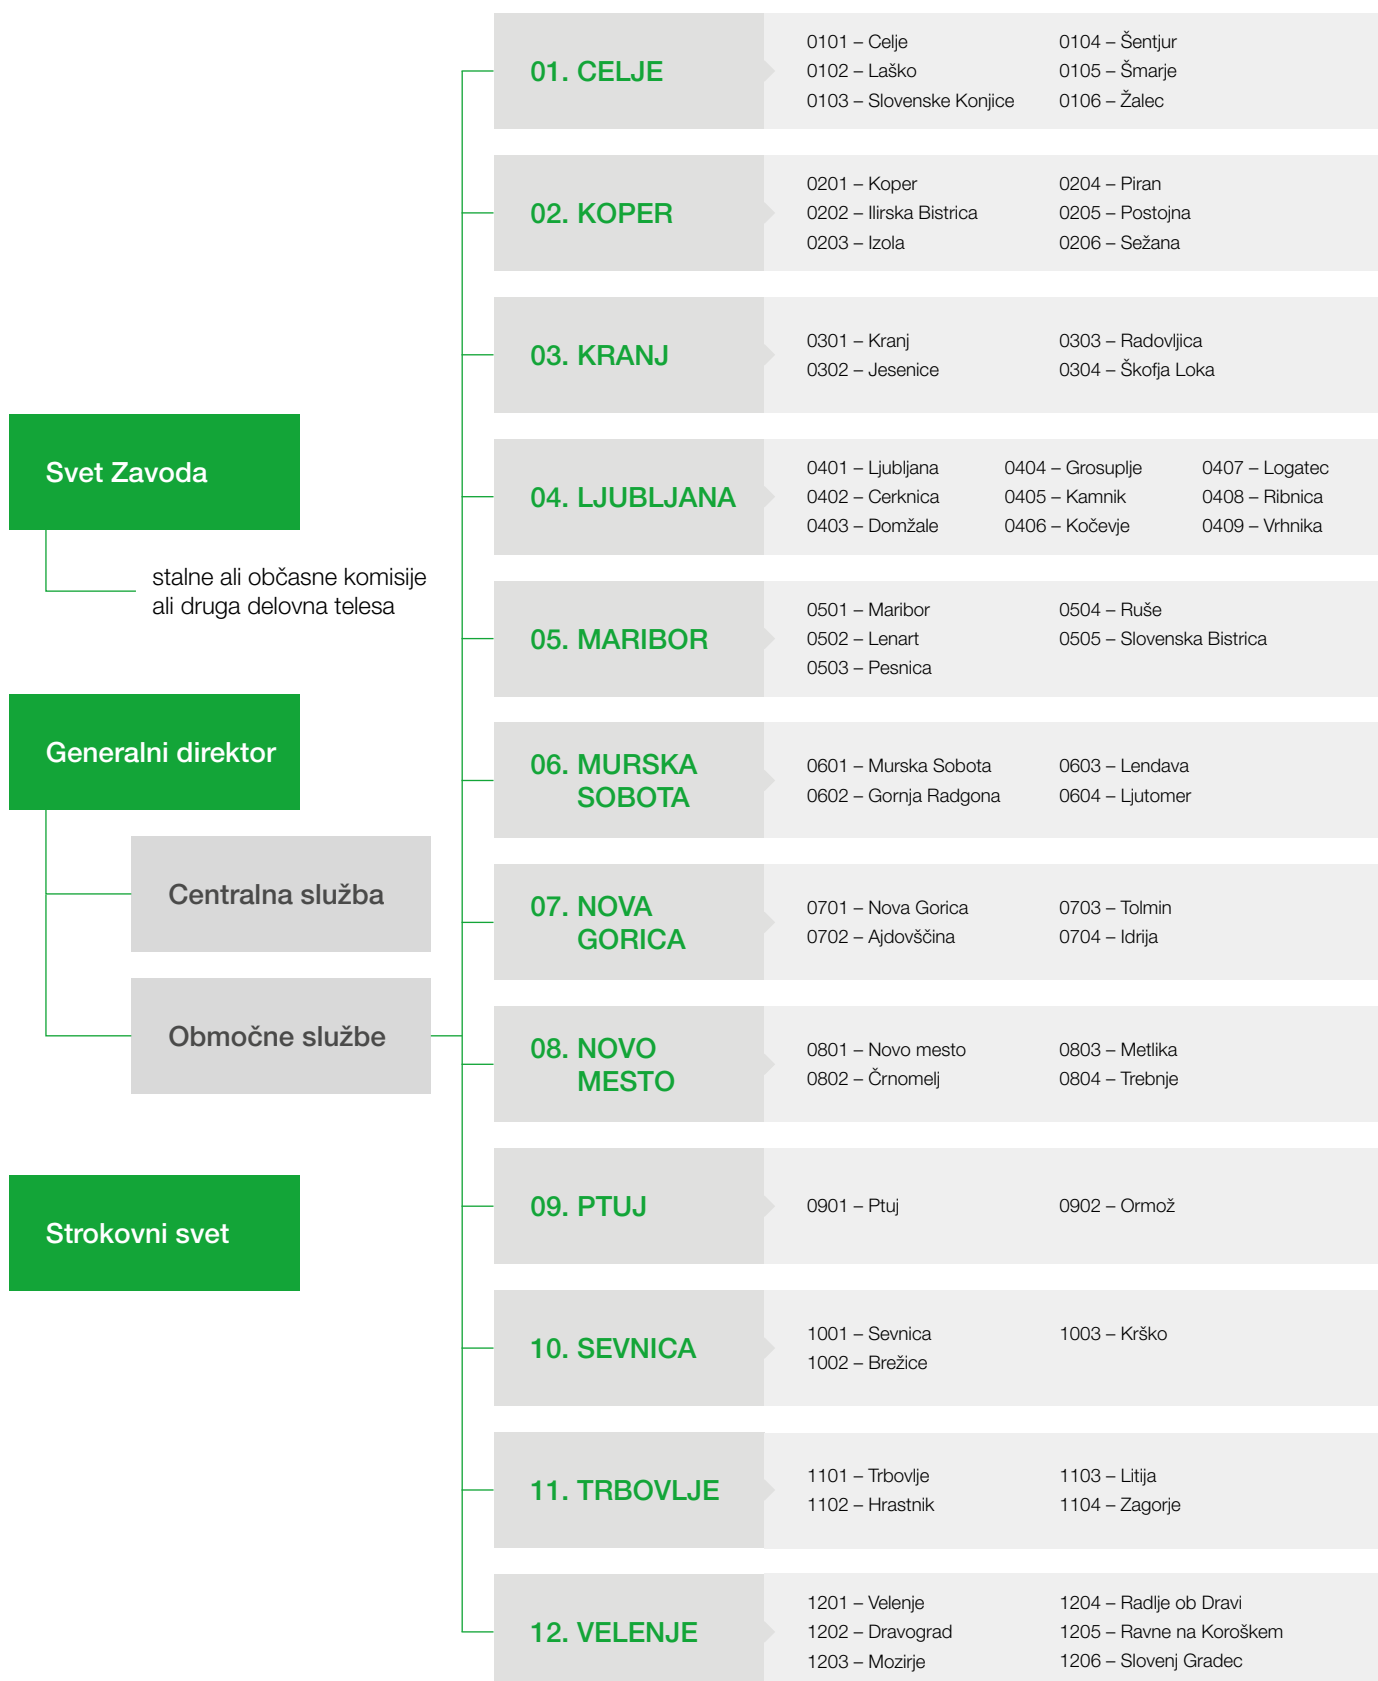 Svet Zavoda
stalne ali občasne komisije
ali druga delovna telesa
Generalni direktor
Centralna služba
Območne službe
Strokovni svet
01. CELJE
0101 – Celje
0102 – Laško
0103 – Slovenske Konjice
0104 – Šentjur
0105 – Šmarje
0106 – Žalec
02. KOPER
0201 – Koper
0202 – Ilirska Bistrica
0203 – Izola
0204 – Piran
0205 – Postojna
0206 – Sežana
03. KRANJ
0301 – Kranj
0302 – Jesenice
0303 – Radovljica
0304 – Škofja Loka
04. LJUBLJANA
0401 – Ljubljana
0402 – Cerknica
0403 – Domžale
0404 – Grosuplje
0405 – Kamnik
0406 – Kočevje
0407 – Logatec
0408 – Ribnica
0409 – Vrhnika
05. MARIBOR
0501 – Maribor
0502 – Lenart
0503 – Pesnica
0504 – Ruše
0505 – Slovenska Bistrica
06. MURSKA
SOBOTA
0601 – Murska Sobota
0602 – Gornja Radgona
0603 – Lendava
0604 – Ljutomer
07. NOVA
GORICA
0701 – Nova Gorica
0702 – Ajdovščina
0703 – Tolmin
0704 – Idrija
08. NOVO
MESTO
0801 – Novo mesto
0802 – Črnomelj
0803 – Metlika
0804 – Trebnje
09. PTUJ
0901 – Ptuj
0902 – Ormož
10. SEVNICA
1001 – Sevnica
1002 – Brežice
1003 – Krško
11. TRBOVLJE
1101 – Trbovlje
1102 – Hrastnik
1103 – Litija
1104 – Zagorje
12. VELENJE
1201 – Velenje
1202 – Dravograd
1203 – Mozirje
1204 – Radlje ob Dravi
1205 – Ravne na Koroškem
1206 – Slovenj Gradec